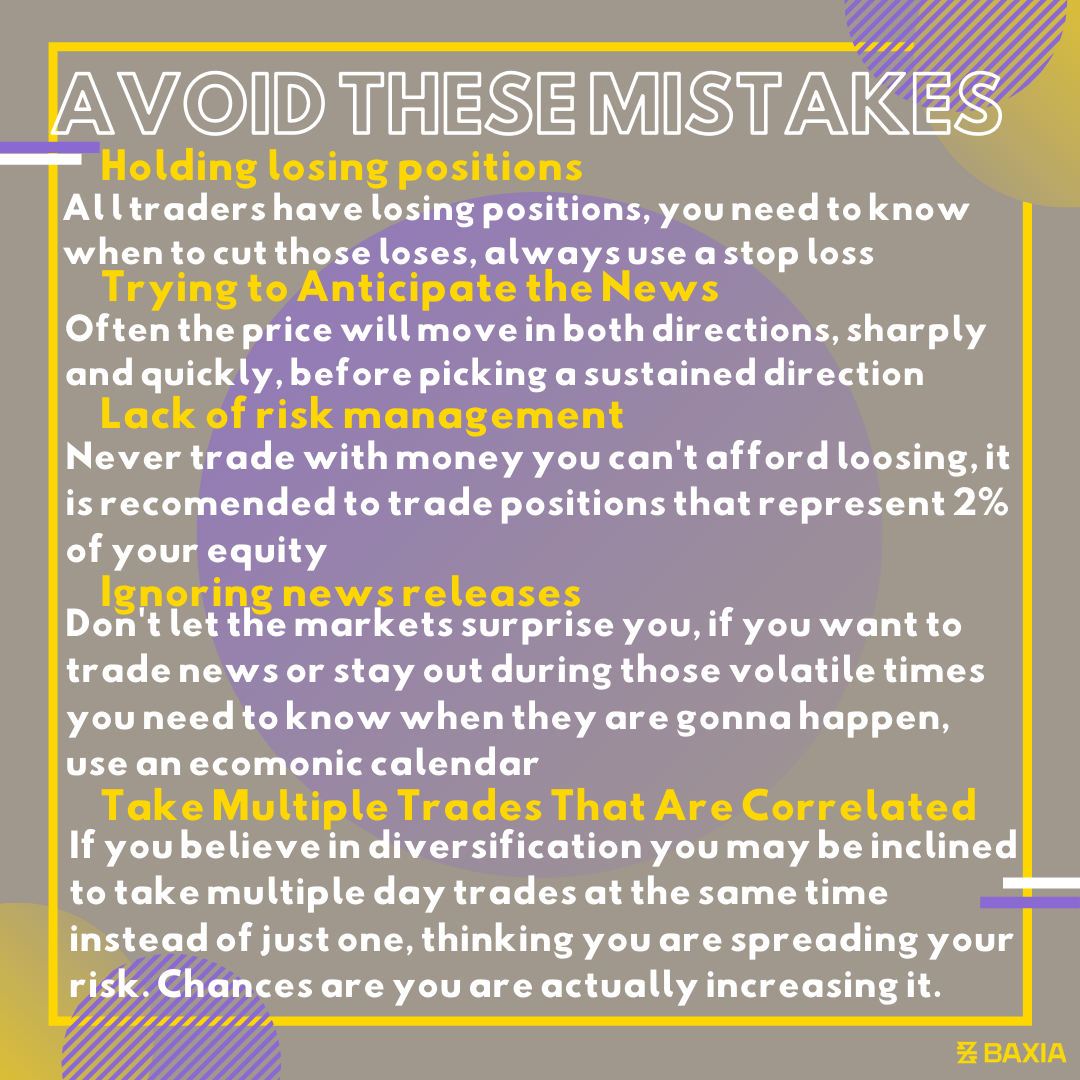 AVOID THESE MISTAKES
Holding losing positions
All traders have losing positions, you need to know
when to cut those loses, always use a stop loss
Trying to Anticipate the News
Often the price will move in both directions, sharply
and quickly, before picking a sustained direction
Lack of risk management
Never trade with money you can't afford loosing, it
is recomended to trade positions that represent 2%
of your equity
Ignoring news releases
Don't let the markets surprise you, if you want to
trade news or stay out during those volatile times
you need to know when they are gonna happen,
use an ecomonic calendar
Take Multiple Trades That Are Correlated
If you believe in diversification you may be inclined
to take multiple day trades at the same time
instead of just one, thinking you are spreading your
risk. Chances are you are actually increasing it.
BAXIA